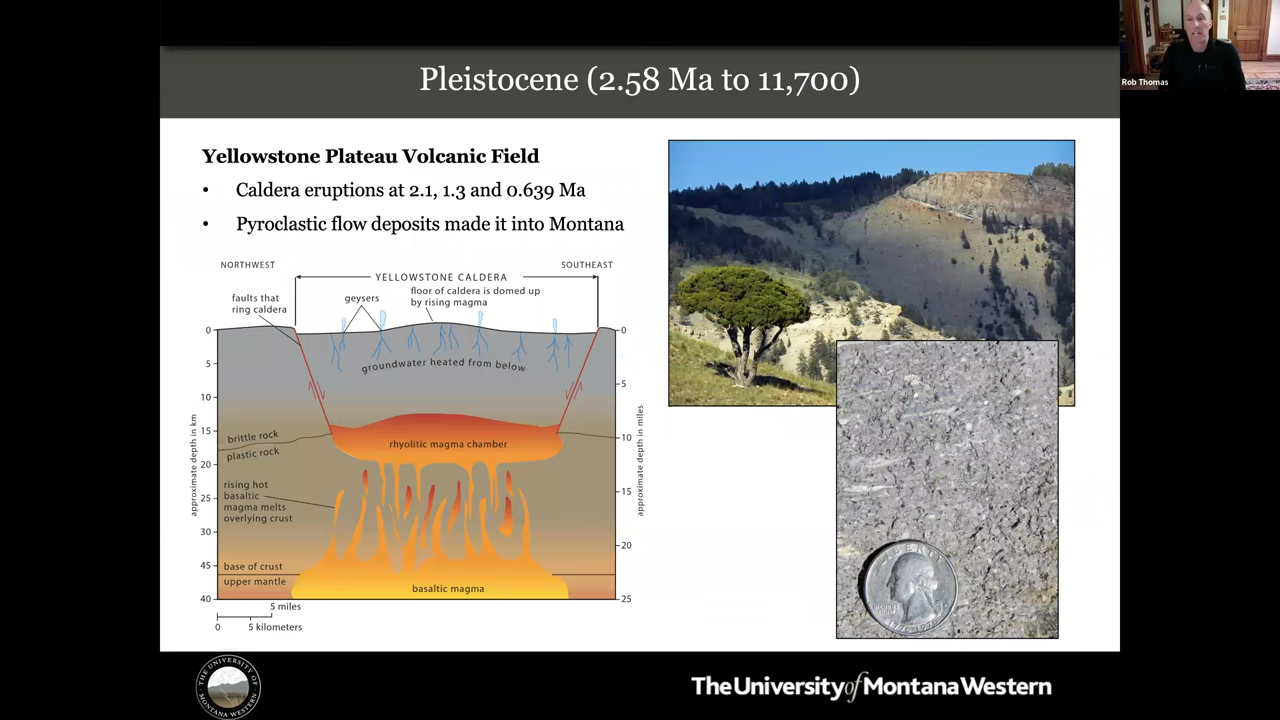 Pleistocene (2.58 Ma to 11,700)
Rob Thomas
Yellowstone Plateau Volcanic Field
• Caldera eruptions at 2.1, 1.3 and 0.639 Ma
• Pyroclastic flow deposits made it into Montana
NORTHWEST
SOUTHEAST
YELLOWSTONE CALDERA
faults that
ring caldera
geysers
floor of caldera is domed up
by rising magma
groundwater heated from below
0
5
10
15
20
25
30
45
40
approximate depth in km
0
5
10
15
20
25
approximate depth in miles
brittle rock
plastic rock
rhyolitic magma chamber
rising hot
basaltic
magma melts
overlying crust
base of crust
upper mantle
basaltic magma
5 miles
0 5 kilometers
THE UNIVERSITY OF
MONTANA WESTERN
The University of Montana Western